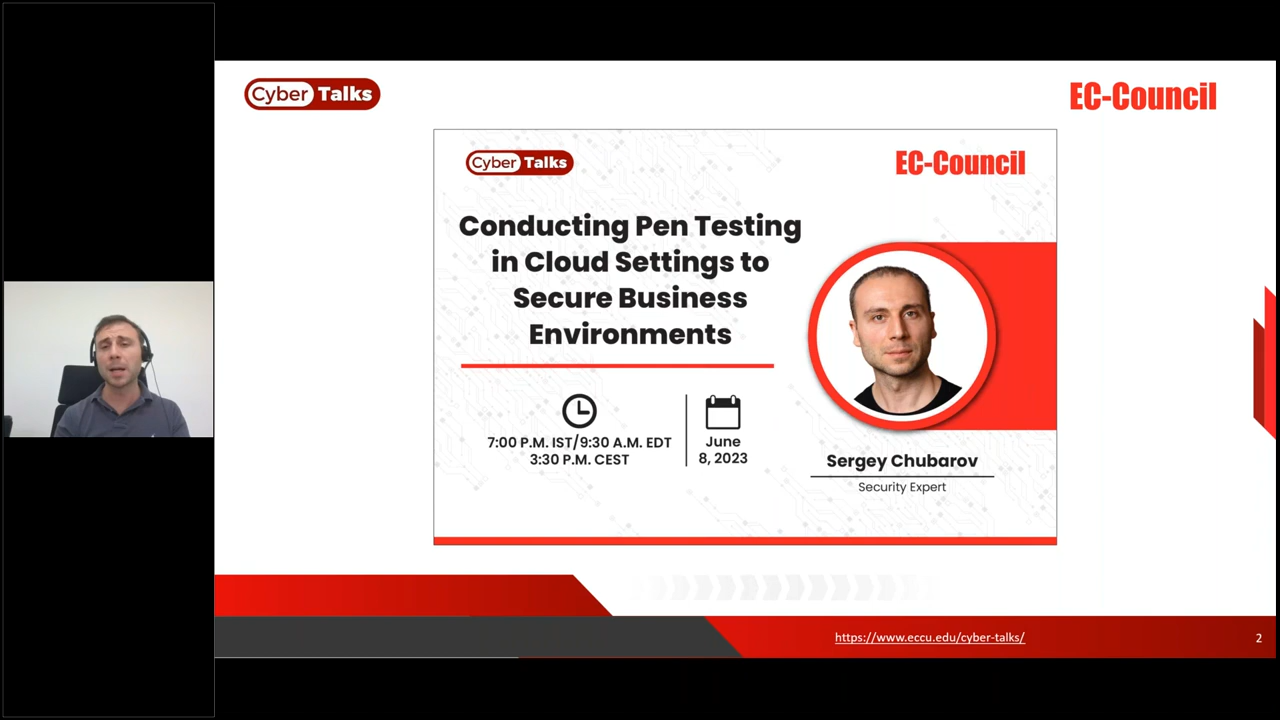 Cyber Talks
EC-Council
Cyber Talks
EC-Council
Conducting Pen Testing
in Cloud Settings to
Secure Business
Environments
7:00 P.M. IST/9:30 A.M. EDT
3:30 P.M. CEST
June
8, 2023
Sergey Chubarov
Security Expert
https://www.eccu.edu/cyber-talks/
2